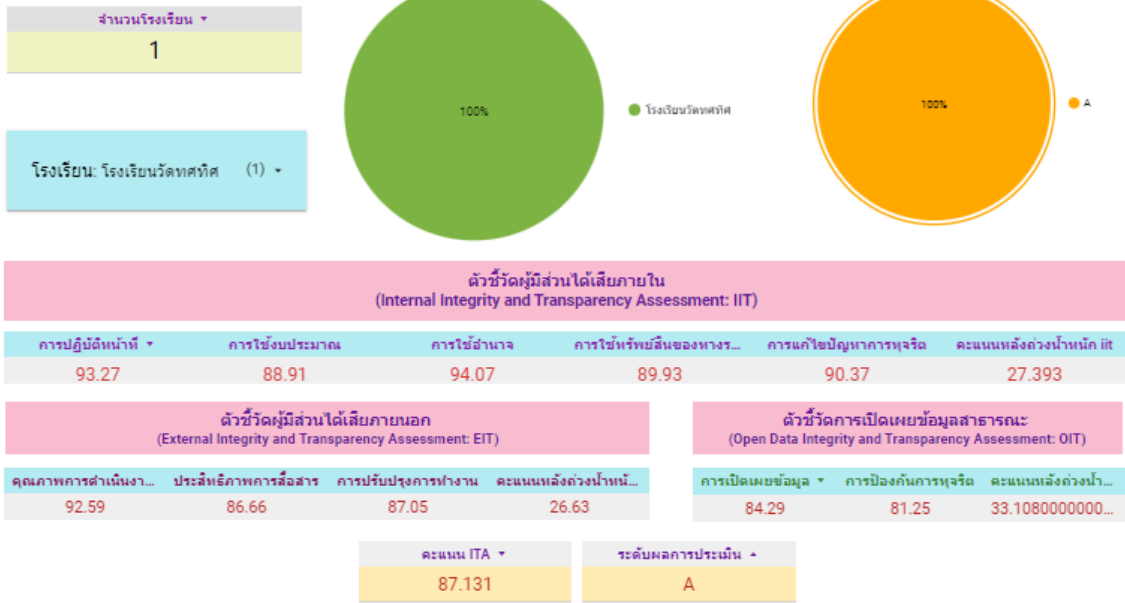 จำนวนโรงเรียน
1
100%
โรงเรียนวัดทศทิศ
100%
A
โรงเรียน: โรงเรียนวัดทศทิศ (1)
ตัวชี้วัดผู้มีส่วนได้เสียภายใน
(Internal Integrity and Transparency Assessment: IIT)
การปฏิบัติหน้าที่ การใช้งบประมาณ การใช้อำนาจ การใช้ทรัพย์สินของทางร... การแก้ไขปัญหาการทุจริต คะแนนหลังถ่วงน้ำหนัก iit
93.27 88.91 94.07 89.93 90.37 27.393
ตัวชี้วัดผู้มีส่วนได้เสียภายนอก
(External Integrity and Transparency Assessment: EIT)
ตัวชี้วัดการเปิดเผยข้อมูลสาธารณะ
(Open Data Integrity and Transparency Assessment: OIT)
คุณภาพการดำเนินงา... ประสิทธิภาพการสื่อสาร การปรับปรุงการทำงาน คะแนนหลังถ่วงน้ำหนั...
92.59 86.66 87.05 26.63
การเปิดเผยข้อมูล การป้องกันการทุจริต คะแนนหลังถ่วงน้ำ...
84.29 81.25 33.1080000000...
คะแนน ITA ระดับผลการประเมิน
87.131 A